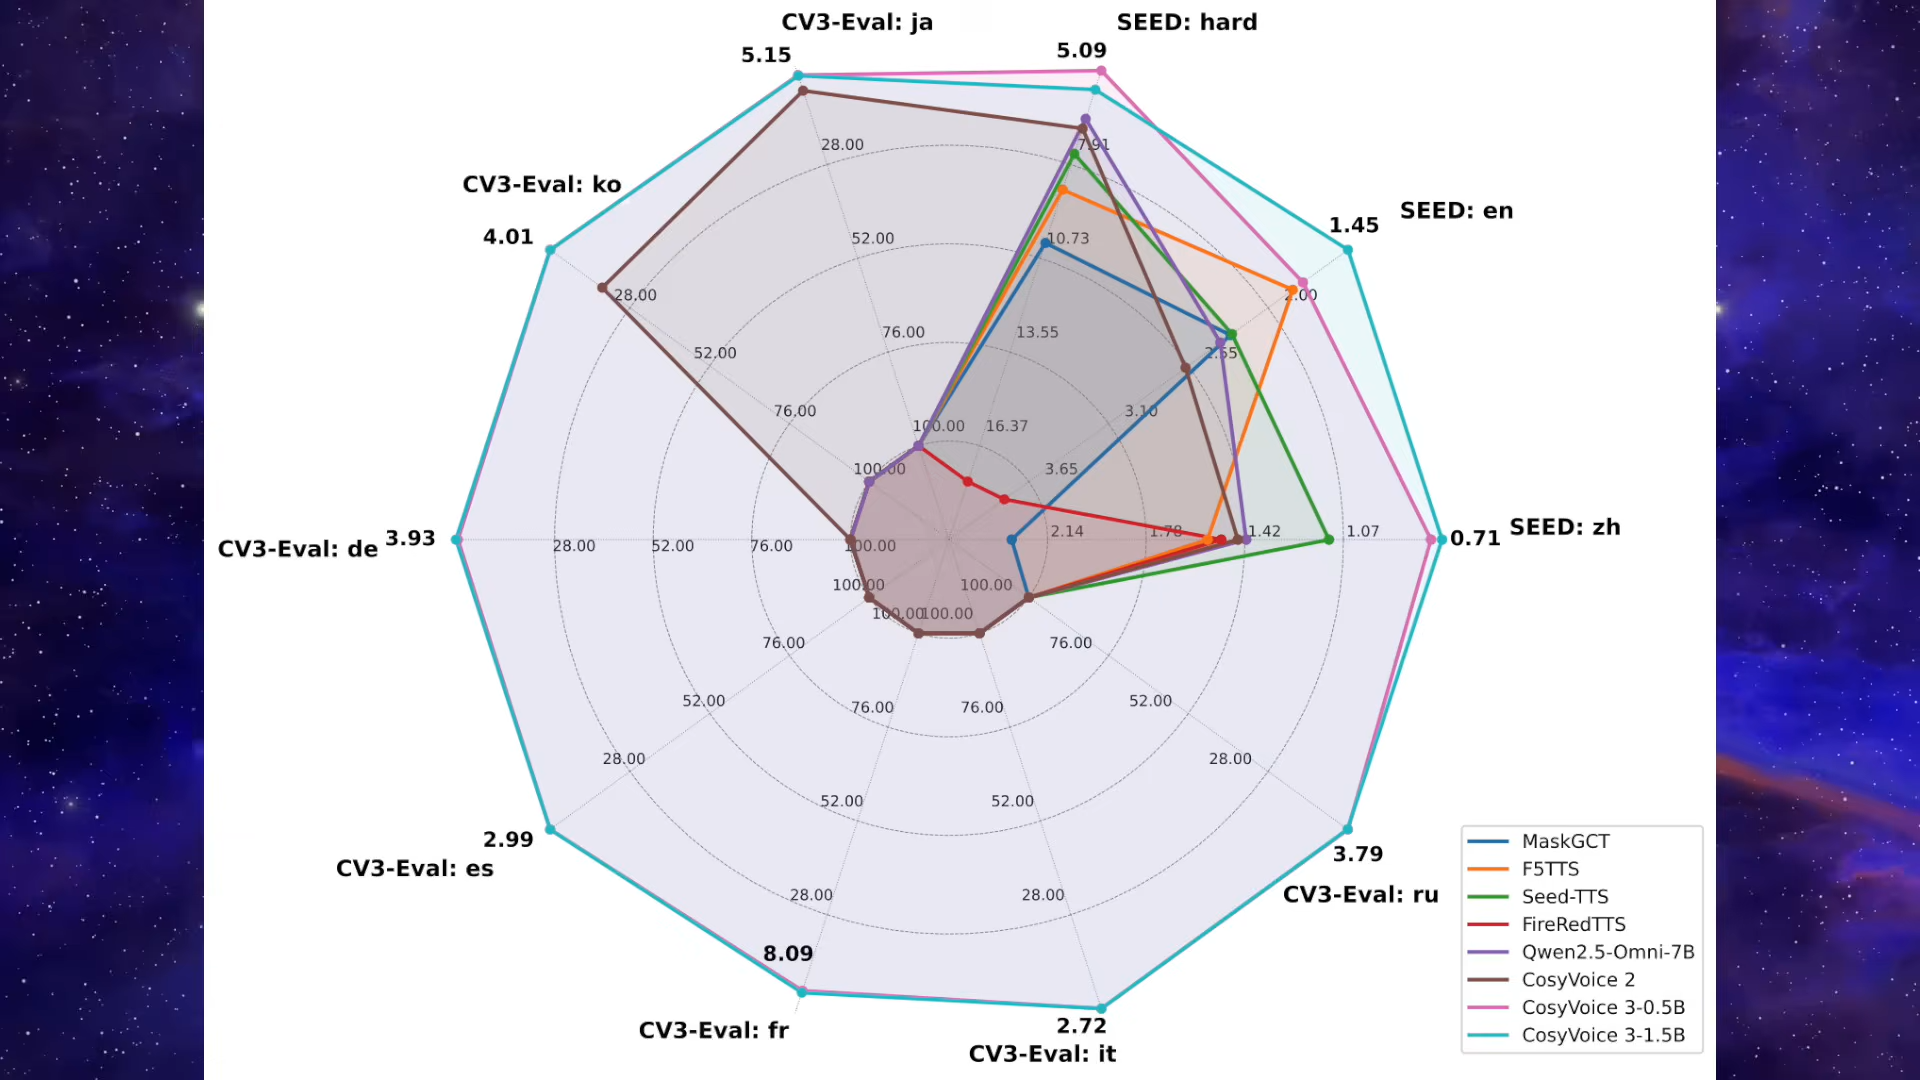 CV3-Eval: ja
SEED: hard
5.15
5.09
28.00
7.91
CV3-Eval: ko
SEED: en
4.01
1.45
52.00
10.73
28.00
2.00
76.00
13.55
52.00
2.55
76.00
3.10
100.00
16.37
100.00
3.65
CV3-Eval: de
3.93
28.00
52.00
76.00
100.00
2.14
1.78
1.42
1.07
0.71
SEED: zh
100.00
100.00
100.00
100.00
76.00
76.00
52.00
76.00
76.00
52.00
28.00
28.00
52.00
52.00
2.99
3.79
CV3-Eval: es
CV3-Eval: ru
28.00
28.00
8.09
CV3-Eval: fr
2.72
CV3-Eval: it
MaskGCT
F5TTS
Seed-TTS
FireRedTTS
Qwen2.5-Omni-7B
CosyVoice 2
CosyVoice 3-0.5B
CosyVoice 3-1.5B